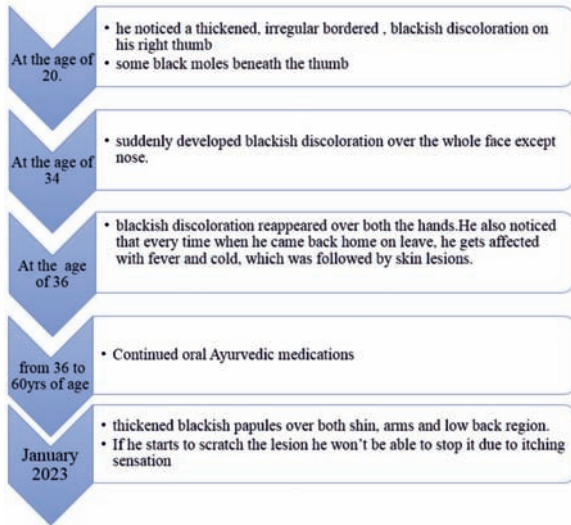 At the age of
20.
• he noticed a thickened, irregular bordered , blackish discoloration on
his right thumb
• some black moles beneath the thumb
At the age of
34
• suddenly developed blackish discoloration over the whole face except
nose.
At the age
of 36
• blackish discoloration reappeared over both the hands.He also noticed
that every time when he came back home on leave, he gets affected
with fever and cold, which was followed by skin lesions.
from 36 to
60yrs of age
• Continued oral Ayurvedic medications
January
2023
• thickened blackish papules over both shin, arms and low back region.
• If he starts to scratch the lesion he won't be able to stop it due to itching
sensation